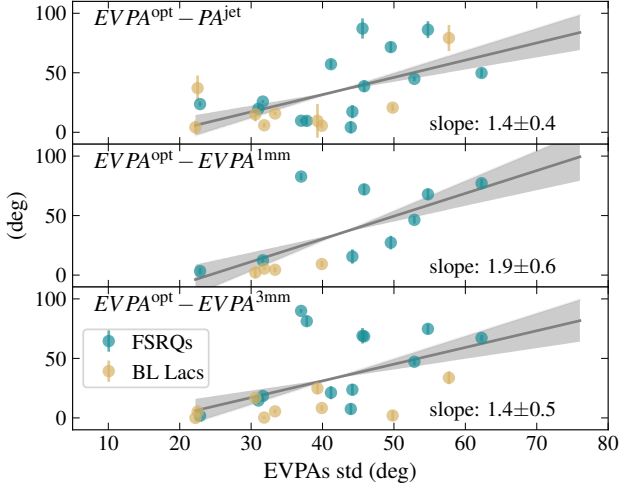 EVPA^opt − PA^jet
100
50
0
slope: 1.4±0.4
EVPA^opt − EVPA^1mm
100
50
0
(deg)
slope: 1.9±0.6
EVPA^opt − EVPA^3mm
100
50
0
FSRQs
BL Lacs
slope: 1.4±0.5
10 20 30 40 50 60 70 80
EVPAs std (deg)